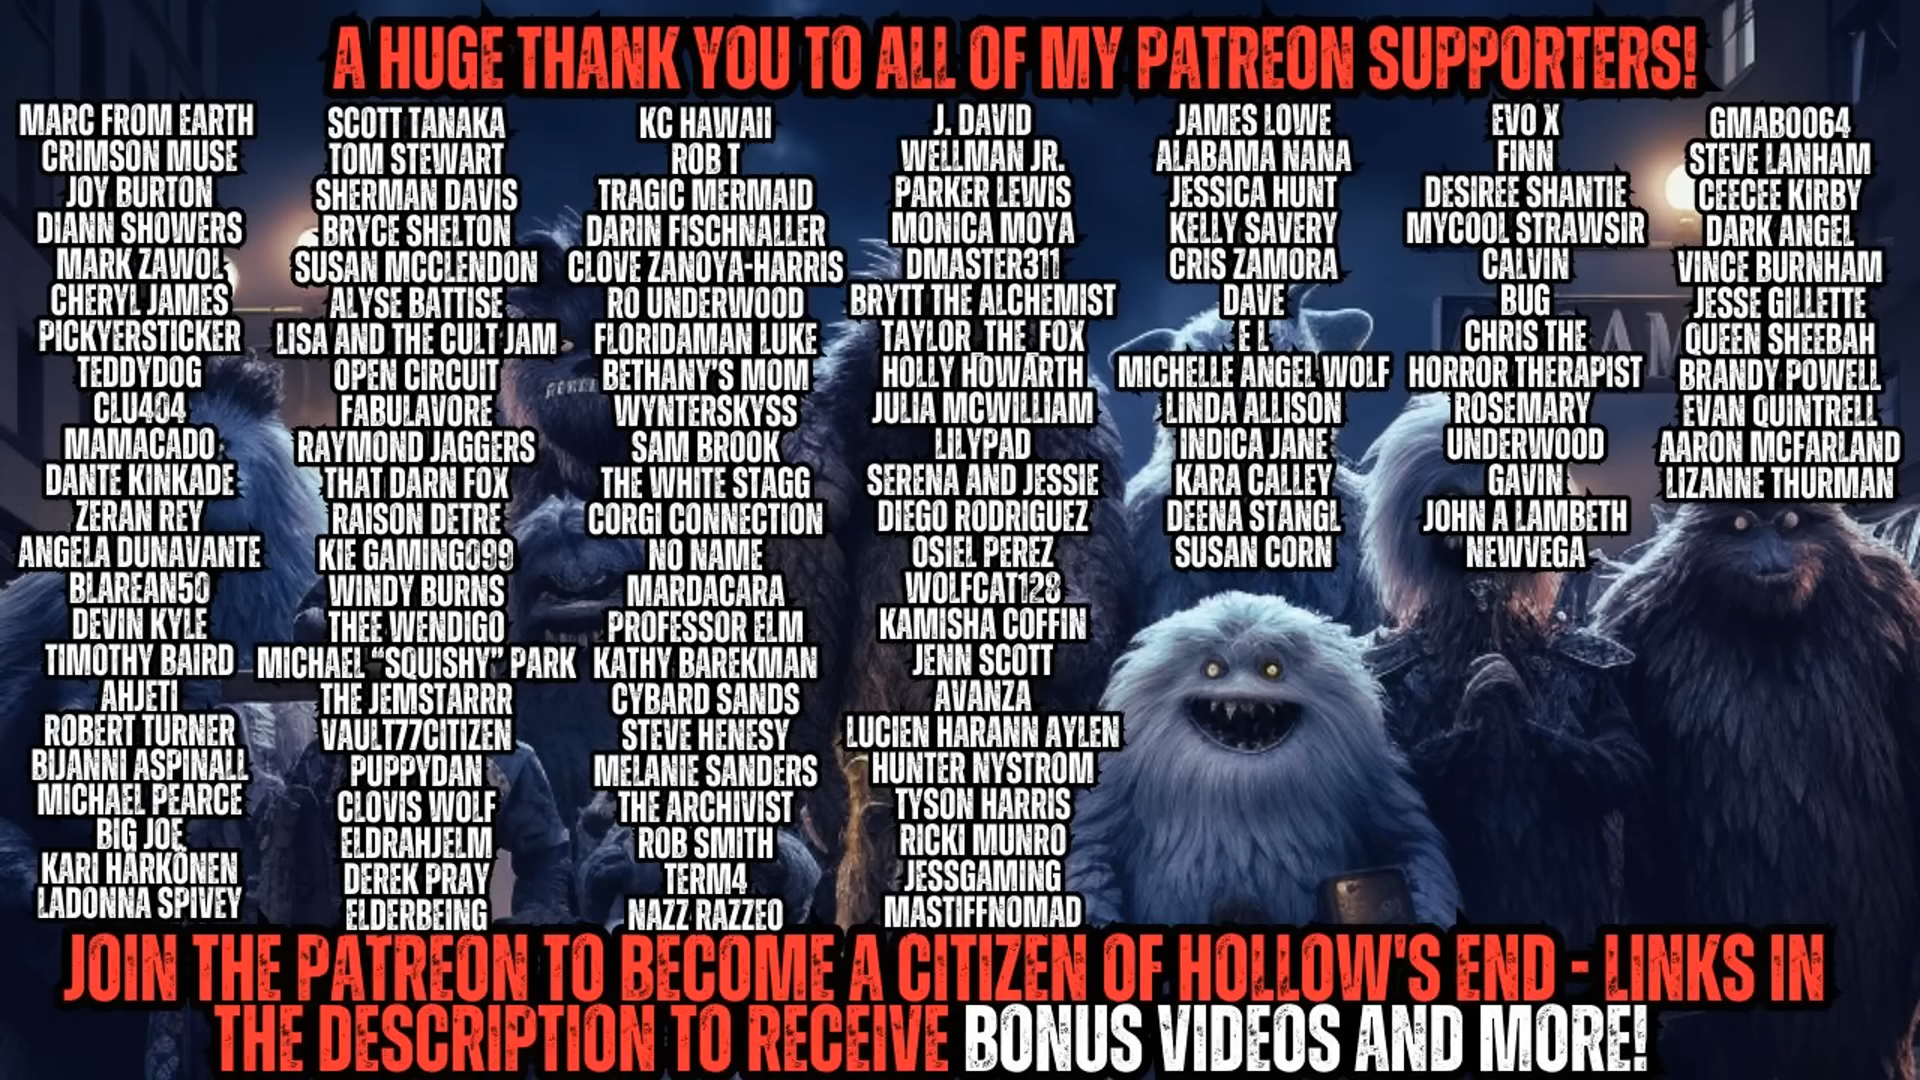 A HUGE THANK YOU TO ALL OF MY PATREON SUPPORTERS!
MARC FROM EARTH
CRIMSON MUSE
JOY BURTON
DIANN SHOWERS
MARK ZAWOL
CHERYL JAMES
PICKYERSTICKER
TEDDYDOG
CLU404
MAMACADO
DANTE KINKADE
ZERAN REY
ANGELA DUNAVANTE
BLAREAN50
DEVIN KYLE
TIMOTHY BAIRD
AHJETI
ROBERT TURNER
BIJANNI ASPINALL
MICHAEL PEARCE
BIG JOE
KARI HÄRKÖNEN
LADONNA SPIVEY
SCOTT TANAKA
TOM STEWART
SHERMAN DAVIS
BRYCE SHELTON
SUSAN MCCLENDON
ALYSE BATTISE
LISA AND THE CULT JAM
OPEN CIRCUIT
FABULAVORE
RAYMOND JAGGERS
THAT DARN FOX
RAISON DETRE
KIE GAMING099
WINDY BURNS
THEE WENDIGO
MICHAEL “SQUISHY” PARK
THE JEMSTARRR
VAULT77CITIZEN
PUPPYDAN
CLOVIS WOLF
ELDRAHJELM
DEREK PRAY
ELDERBEING
KC HAWAII
ROB T
TRAGIC MERMAID
DARIN FISCHNALLER
CLOVE ZANOYA-HARRIS
RO UNDERWOOD
FLORIDAMAN LUKE
BETHANY'S MOM
WYNTERSKYSS
SAM BROOK
THE WHITE STAGG
CORGI CONNECTION
NO NAME
MARDACARA
PROFESSOR ELM
KATHY BAREKMAN
CYBARD SANDS
STEVE HENESY
MELANIE SANDERS
THE ARCHIVIST
ROB SMITH
TERM4
NAZZ RAZZEO
J. DAVID
WELLMAN JR.
PARKER LEWIS
MONICA MOYA
DMASTER311
BRYTT THE ALCHEMIST
TAYLOR_THE_FOX
HOLLY HOWARTH
JULIA MCWILLIAM
LILYPAD
SERENA AND JESSIE
DIEGO RODRIGUEZ
OSIEL PEREZ
WOLFCAT128
KAMISHA COFFIN
JENN SCOTT
AVANZA
LUCIEN HARANN AYLEN
HUNTER NYSTROM
TYSON HARRIS
RICKI MUNRO
JESSGAMING
MASTIFFNOMAD
JAMES LOWE
ALABAMA NANA
JESSICA HUNT
KELLY SAVERY
CRIS ZAMORA
DAVE
E L
MICHELLE ANGEL WOLF
LINDA ALLISON
INDICA JANE
KARA CALLEY
DEENA STANGL
SUSAN CORN
EVO X
FINN
DESIREE SHANTIE
MYCOOL STRAWSIR
CALVIN
BUG
CHRIS THE
HORROR THERAPIST
ROSEMARY
UNDERWOOD
GAVIN
JOHN A LAMBETH
NEWVEGA
GMAB0064
STEVE LANHAM
CEECEE KIRBY
DARK ANGEL
VINCE BURNHAM
JESSE GILLETTE
QUEEN SHEEBAH
BRANDY POWELL
EVAN QUINTRELL
AARON MCFARLAND
LIZANNE THURMAN
JOIN THE PATREON TO BECOME A CITIZEN OF HOLLOW'S END - LINKS IN
THE DESCRIPTION TO RECEIVE BONUS VIDEOS AND MORE!